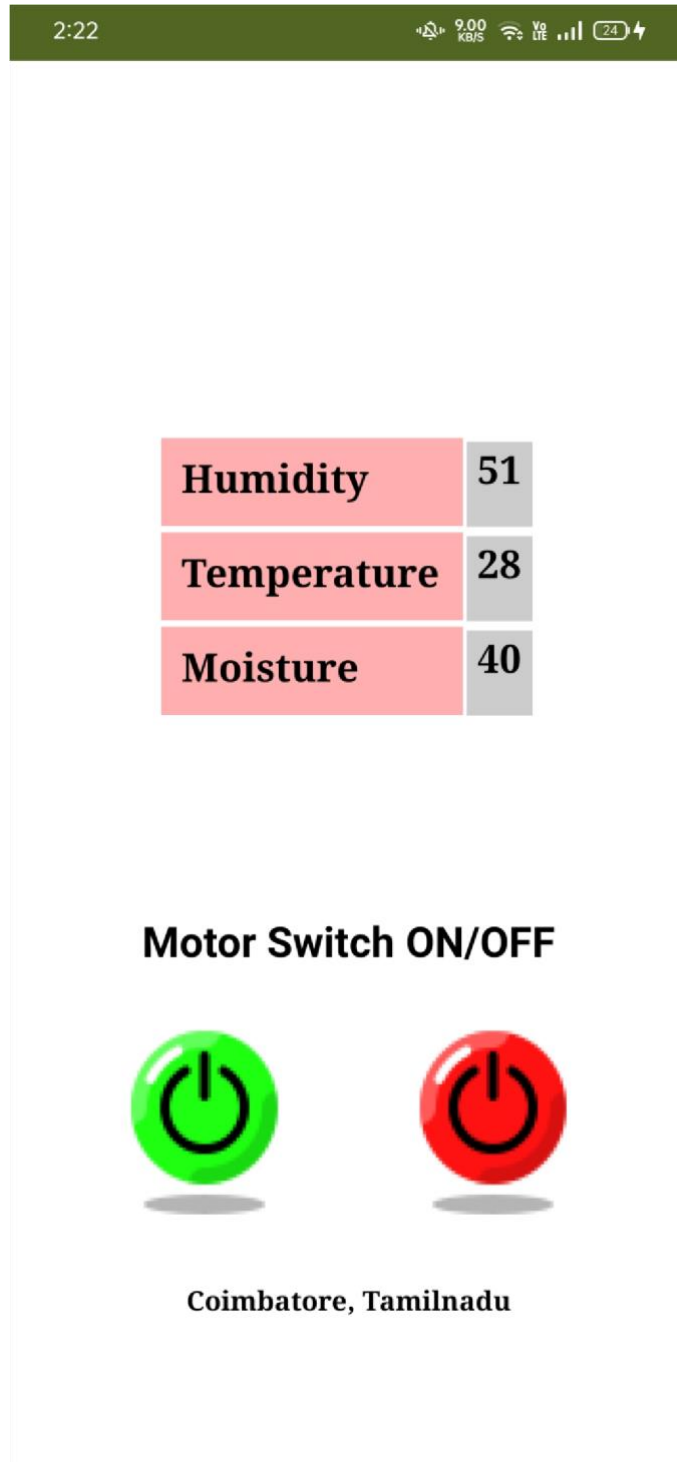 2:22 9.00 KB/S Vo LTE 24
Humidity 51
Temperature 28
Moisture 40
Motor Switch ON/OFF
Coimbatore, Tamilnadu